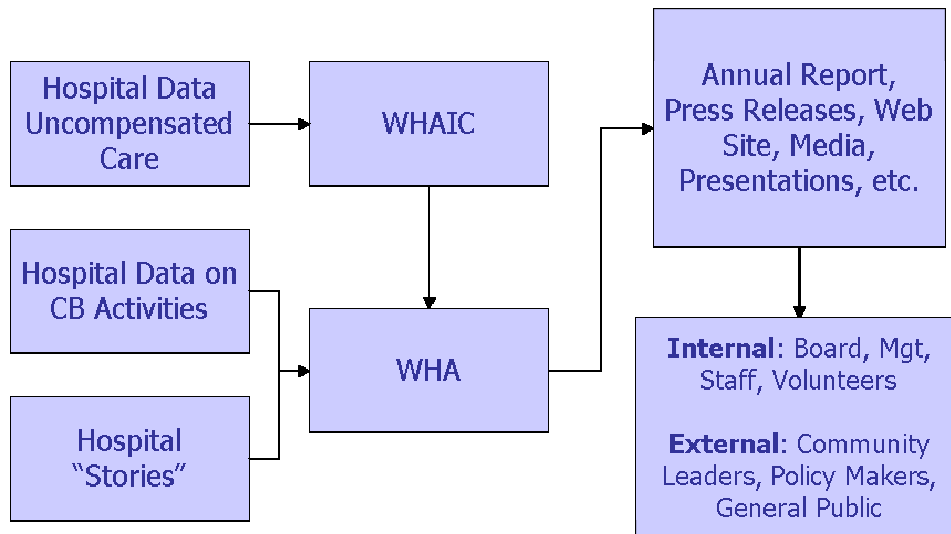 Hospital Data
Uncompensated
Care
WHAIC
Annual Report,
Press Releases, Web
Site, Media,
Presentations, etc.
Hospital Data on
CB Activities
WHA
Hospital
“Stories”
Internal: Board, Mgt,
Staff, Volunteers
External: Community
Leaders, Policy Makers,
General Public